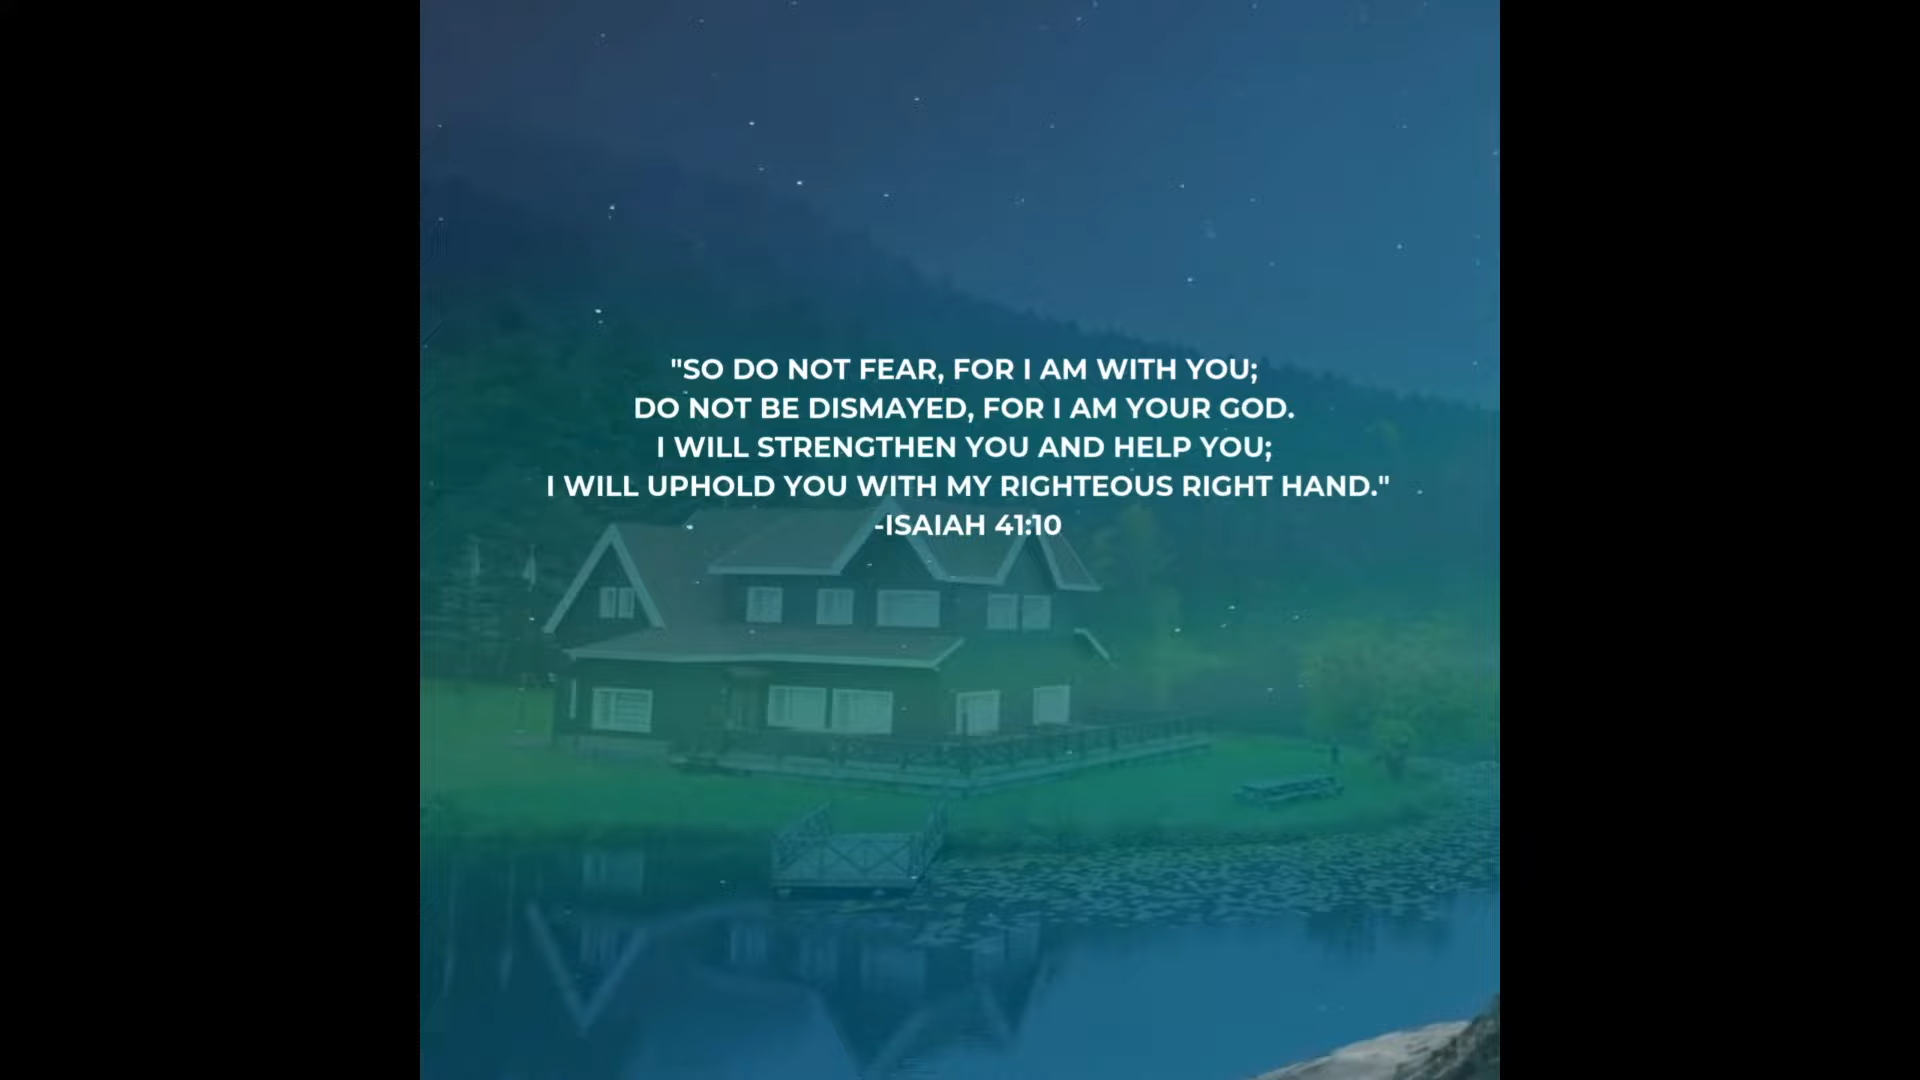 "SO DO NOT FEAR, FOR I AM WITH YOU;
DO NOT BE DISMAYED, FOR I AM YOUR GOD.
I WILL STRENGTHEN YOU AND HELP YOU;
I WILL UPHOLD YOU WITH MY RIGHTEOUS RIGHT HAND."
-ISAIAH 41:10